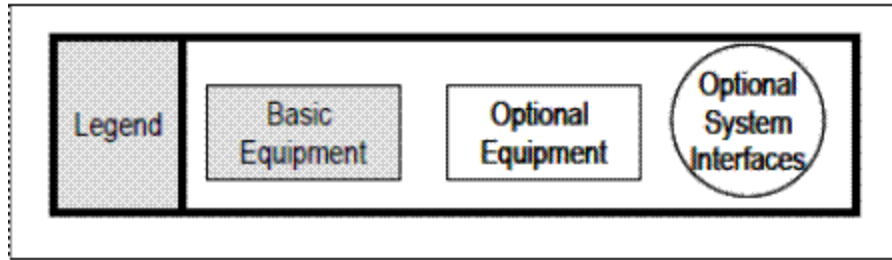 Legend
Basic
Equipment
Optional
Equipment
Optional
System
Interfaces